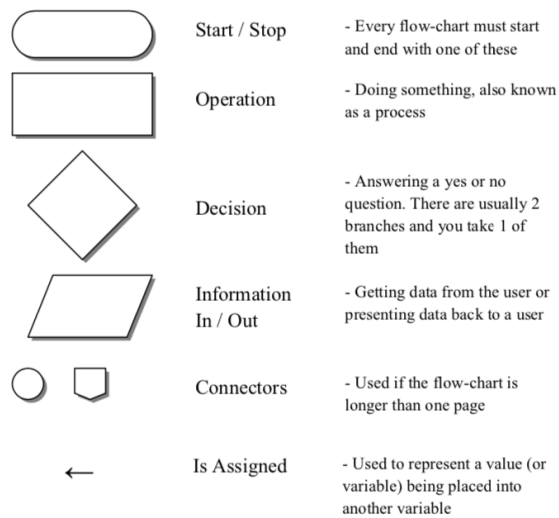 Start / Stop
- Every flow-chart must start
and end with one of these
Operation
- Doing something, also known
as a process
Decision
- Answering a yes or no
question. There are usually 2
branches and you take 1 of
them
Information
In / Out
- Getting data from the user or
presenting data back to a user
Connectors
- Used if the flow-chart is
longer than one page
←
Is Assigned
- Used to represent a value (or
variable) being placed into
another variable